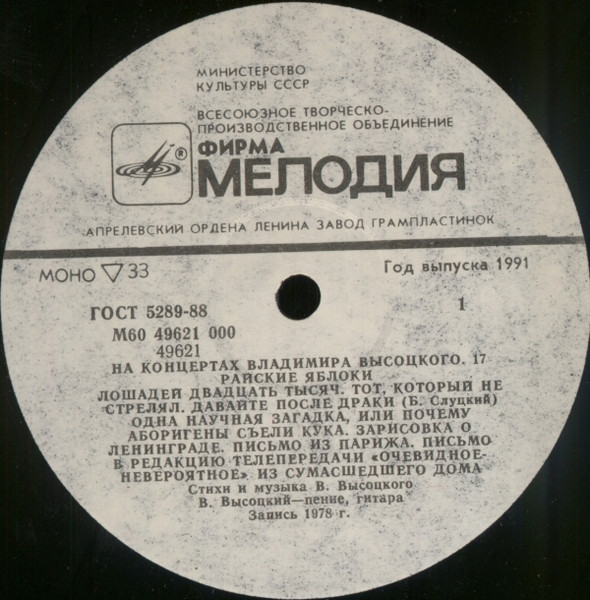 МИНИСТЕРСТВО
КУЛЬТУРЫ СССР
ВСЕСОЮЗНОЕ ТВОРЧЕСКО-
ПРОИЗВОДСТВЕННОЕ ОБЪЕДИНЕНИЕ
®
ФИРМА
МЕЛОДИЯ
АПРЕЛЕВСКИЙ ОРДЕНА ЛЕНИНА ЗАВОД ГРАМПЛАСТИНОК
МОНО ▽ 33
Год выпуска 1991
ГОСТ 5289-88
1
М60 49621 000
49621
НА КОНЦЕРТАХ ВЛАДИМИРА ВЫСОЦКОГО. 17
РАЙСКИЕ ЯБЛОКИ
ЛОШАДЕЙ ДВАДЦАТЬ ТЫСЯЧ. ТОТ, КОТОРЫЙ НЕ
СТРЕЛЯЛ. ДАВАЙТЕ ПОСЛЕ ДРАКИ (Б. Слуцкий)
ОДНА НАУЧНАЯ ЗАГАДКА, ИЛИ ПОЧЕМУ
АБОРИГЕНЫ СЪЕЛИ КУКА. ЗАРИСОВКА О
ЛЕНИНГРАДЕ. ПИСЬМО ИЗ ПАРИЖА. ПИСЬМО
В РЕДАКЦИЮ ТЕЛЕПЕРЕДАЧИ «ОЧЕВИДНОЕ-
НЕВЕРОЯТНОЕ» ИЗ СУМАСШЕДШЕГО ДОМА
Стихи и музыка В. Высоцкого
В. Высоцкий—пение, гитара
Запись 1978 г.